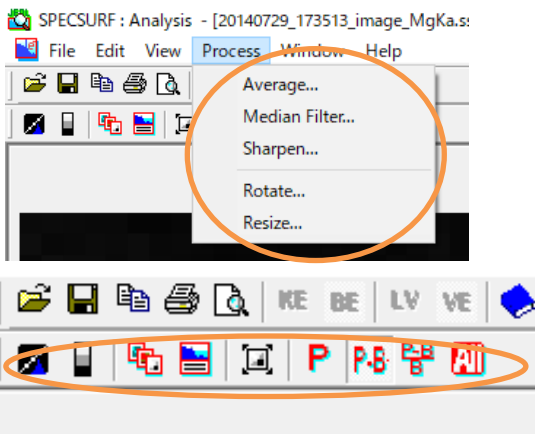 SPECSURF : Analysis - [20140729_173513_image_MgKa.s
File Edit View Process Window Help
Average...
Median Filter...
Sharpen...
Rotate...
Resize...
KE BE LV VE
P P-B P-B B All